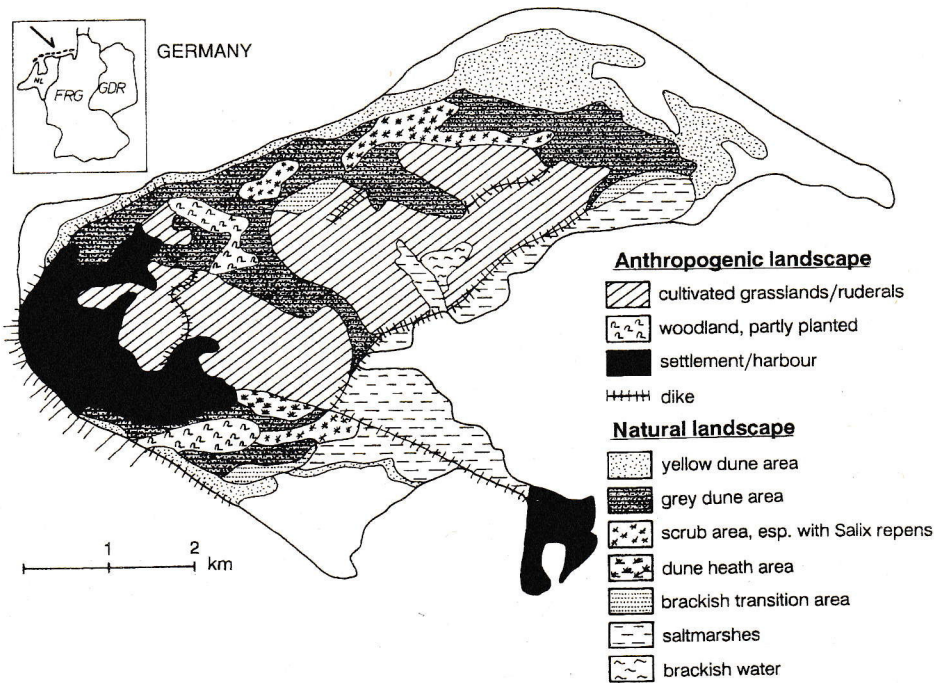 GERMANY
NL
FRG
GDR
Anthropogenic landscape
cultivated grasslands/ruderals
woodland, partly planted
settlement/harbour
dike
Natural landscape
yellow dune area
grey dune area
scrub area, esp. with Salix repens
dune heath area
brackish transition area
saltmarshes
brackish water
1 2
km